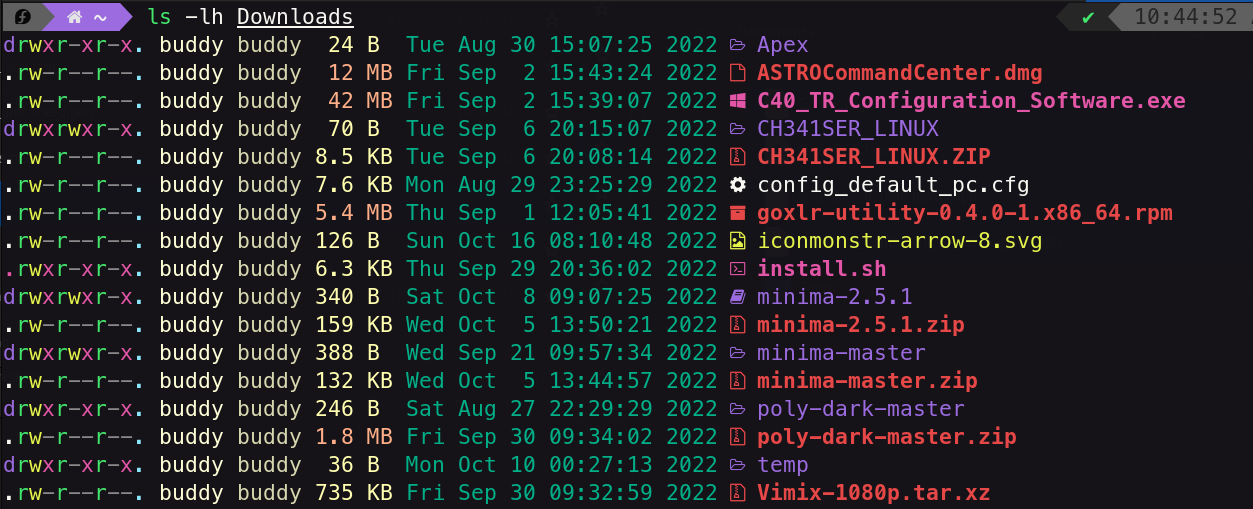 ~ ls -lh Downloads ✔ 10:44:52
drwxr-xr-x. buddy buddy 24 B Tue Aug 30 15:07:25 2022 Apex
.rw-r--r--. buddy buddy 12 MB Fri Sep 2 15:43:24 2022 ASTROCommandCenter.dmg
.rw-r--r--. buddy buddy 42 MB Fri Sep 2 15:39:07 2022 C40_TR_Configuration_Software.exe
drwxrwxr-x. buddy buddy 70 B Tue Sep 6 20:15:07 2022 CH341SER_LINUX
.rw-r--r--. buddy buddy 8.5 KB Tue Sep 6 20:08:14 2022 CH341SER_LINUX.ZIP
.rw-r--r--. buddy buddy 7.6 KB Mon Aug 29 23:25:29 2022 config_default_pc.cfg
.rw-r--r--. buddy buddy 5.4 MB Thu Sep 1 12:05:41 2022 goxlr-utility-0.4.0-1.x86_64.rpm
.rw-r--r--. buddy buddy 126 B Sun Oct 16 08:10:48 2022 iconmonstr-arrow-8.svg
.rwxr-xr-x. buddy buddy 6.3 KB Thu Sep 29 20:36:02 2022 install.sh
drwxrwxr-x. buddy buddy 340 B Sat Oct 8 09:07:25 2022 minima-2.5.1
.rw-r--r--. buddy buddy 159 KB Wed Oct 5 13:50:21 2022 minima-2.5.1.zip
drwxrwxr-x. buddy buddy 388 B Wed Sep 21 09:57:34 2022 minima-master
.rw-r--r--. buddy buddy 132 KB Wed Oct 5 13:44:57 2022 minima-master.zip
drwxr-xr-x. buddy buddy 246 B Sat Aug 27 22:29:29 2022 poly-dark-master
.rw-r--r--. buddy buddy 1.8 MB Fri Sep 30 09:34:02 2022 poly-dark-master.zip
drwxr-xr-x. buddy buddy 36 B Mon Oct 10 00:27:13 2022 temp
.rw-r--r--. buddy buddy 735 KB Fri Sep 30 09:32:59 2022 Vimix-1080p.tar.xz